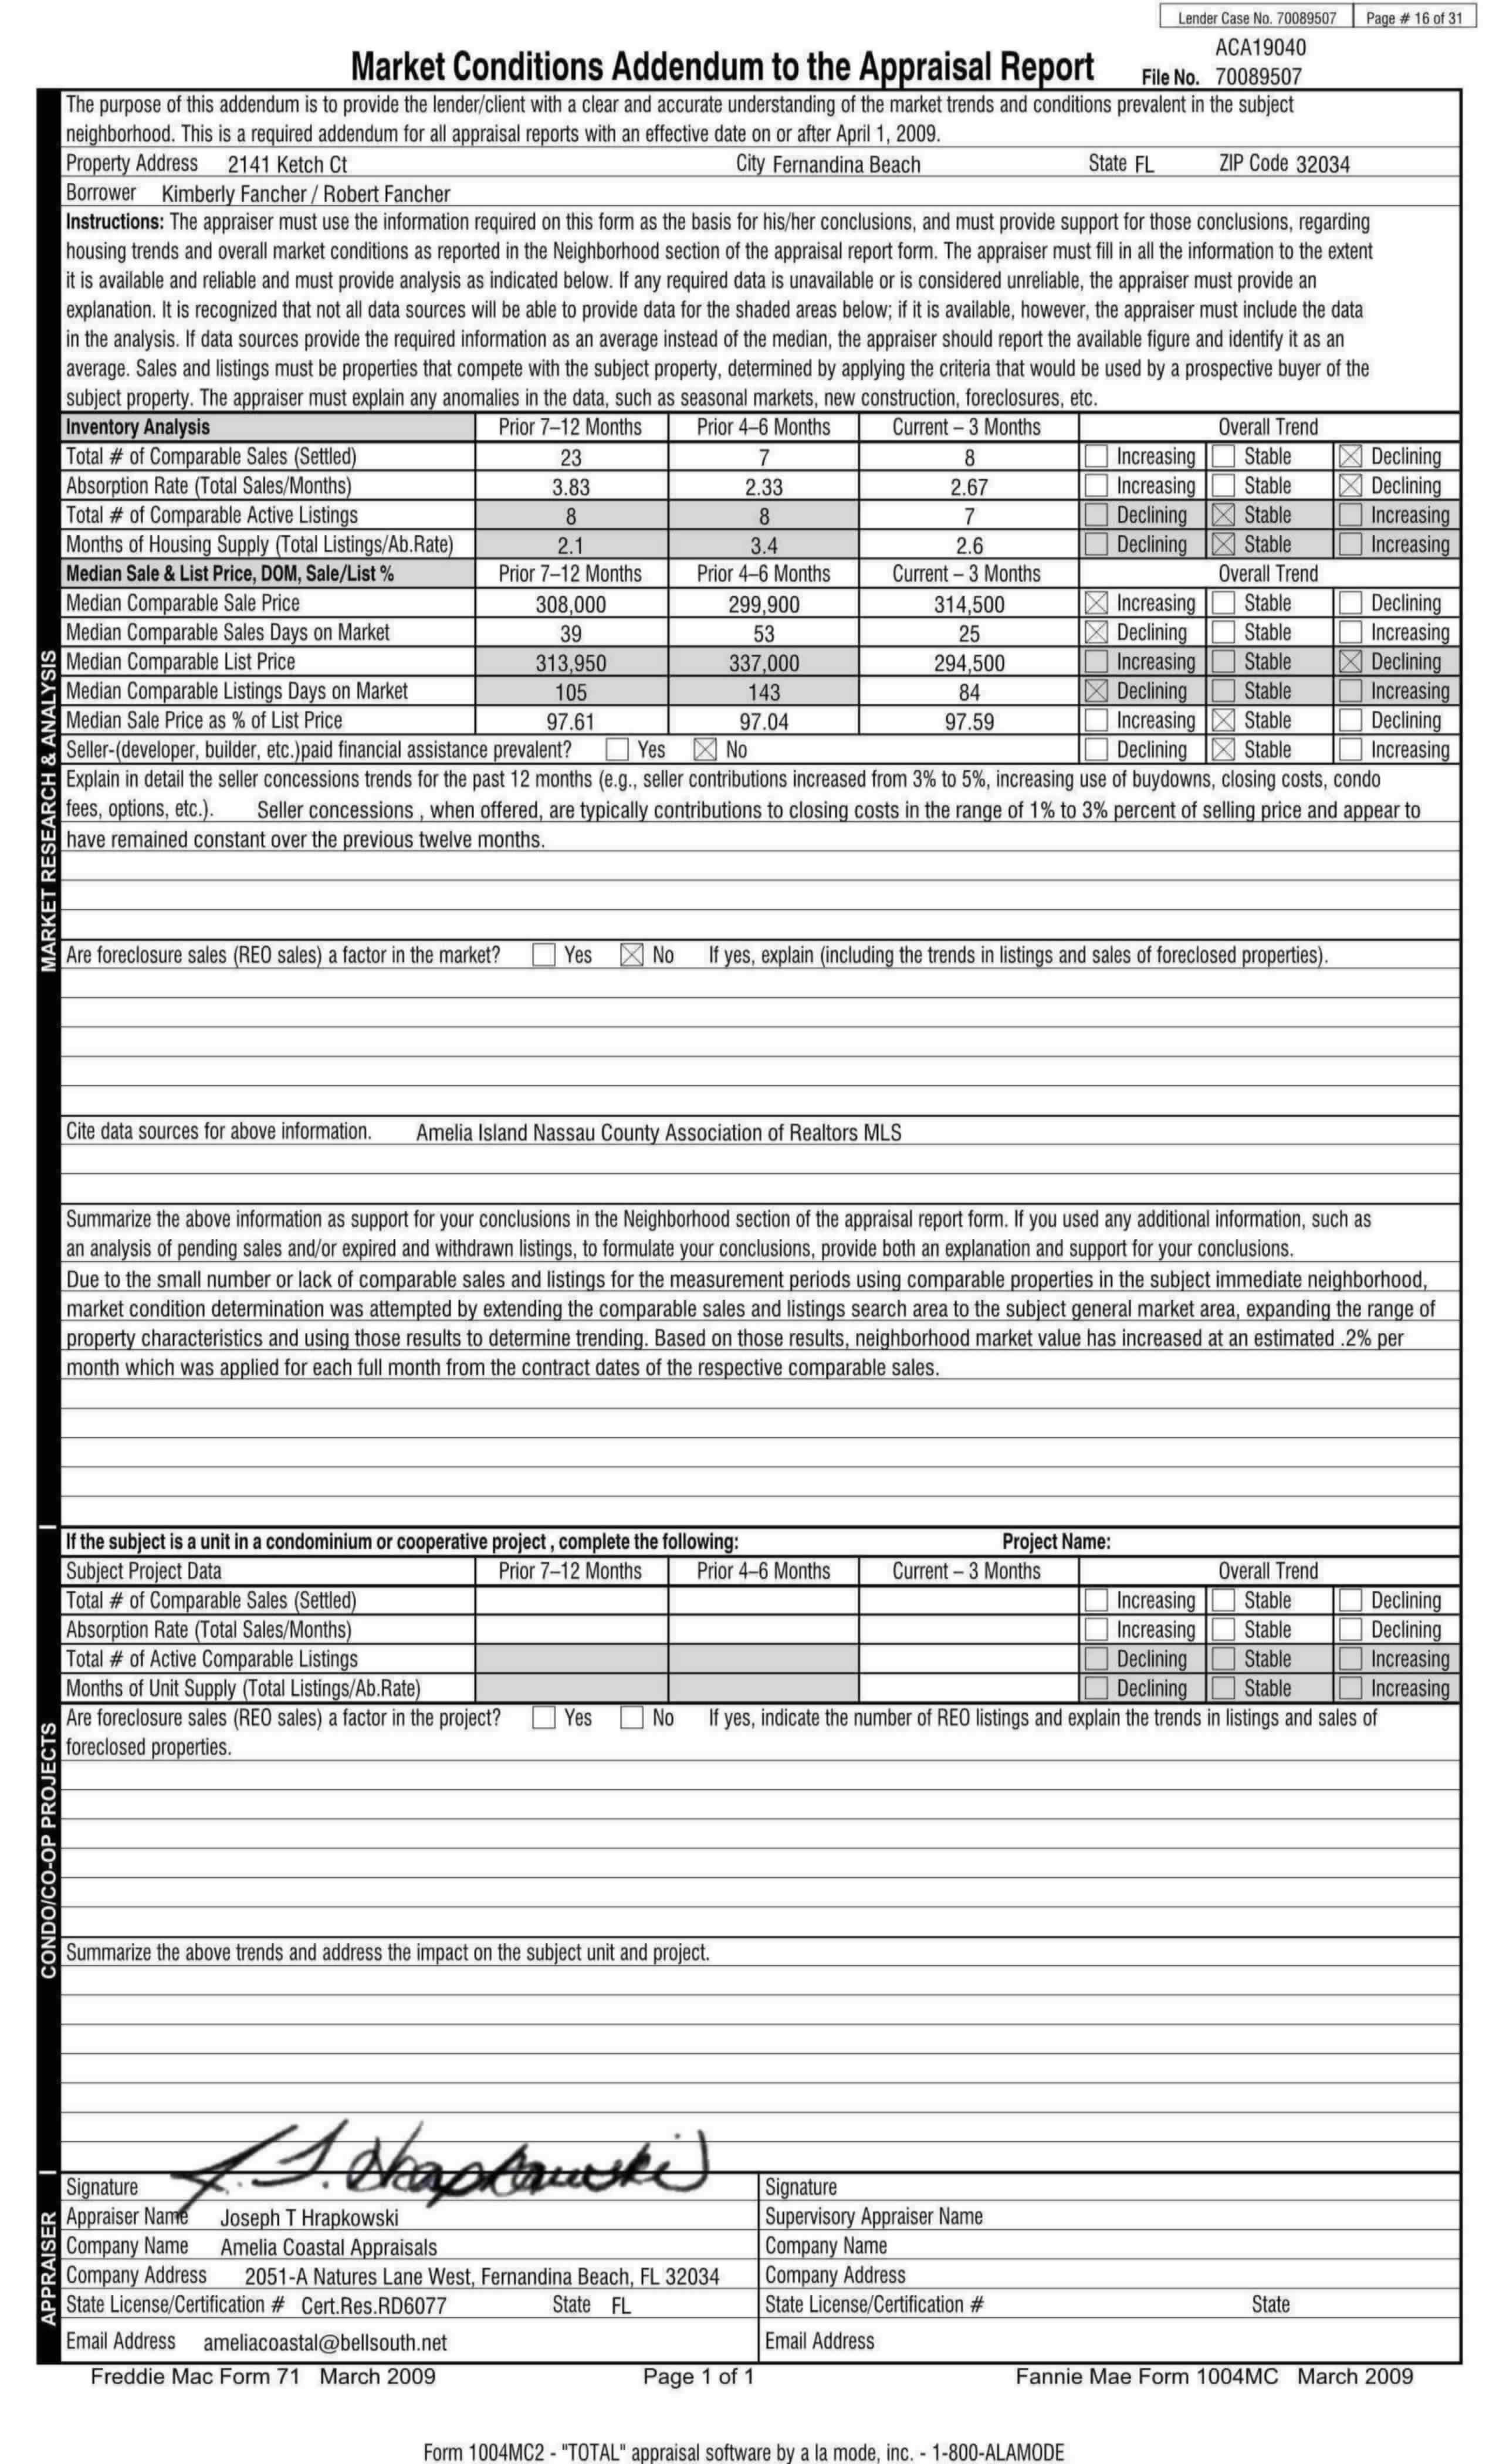 Lender Case No. 70089507 Page # 16 of 31
ACA19040
Market Conditions Addendum to the Appraisal Report File No. 70089507
The purpose of this addendum is to provide the lender/client with a clear and accurate understanding of the market trends and conditions prevalent in the subject
neighborhood. This is a required addendum for all appraisal reports with an effective date on or after April 1, 2009.
Property Address 2141 Ketch Ct City Fernandina Beach State FL ZIP Code 32034
Borrower Kimberly Fancher / Robert Fancher
Instructions: The appraiser must use the information required on this form as the basis for his/her conclusions, and must provide support for those conclusions, regarding
housing trends and overall market conditions as reported in the Neighborhood section of the appraisal report form. The appraiser must fill in all the information to the extent
it is available and reliable and must provide analysis as indicated below. If any required data is unavailable or is considered unreliable, the appraiser must provide an
explanation. It is recognized that not all data sources will be able to provide data for the shaded areas below; if it is available, however, the appraiser must include the data
in the analysis. If data sources provide the required information as an average instead of the median, the appraiser should report the available figure and identify it as an
average. Sales and listings must be properties that compete with the subject property, determined by applying the criteria that would be used by a prospective buyer of the
subject property. The appraiser must explain any anomalies in the data, such as seasonal markets, new construction, foreclosures, etc.
MARKET RESEARCH & ANALYSIS
Inventory Analysis Prior 7–12 Months Prior 4–6 Months Current – 3 Months Overall Trend
Total # of Comparable Sales (Settled) 23 7 8 Increasing Stable Declining
Absorption Rate (Total Sales/Months) 3.83 2.33 2.67 Increasing Stable Declining
Total # of Comparable Active Listings 8 8 7 Declining Stable Increasing
Months of Housing Supply (Total Listings/Ab.Rate) 2.1 3.4 2.6 Declining Stable Increasing
Median Sale & List Price, DOM, Sale/List % Prior 7–12 Months Prior 4–6 Months Current – 3 Months Overall Trend
Median Comparable Sale Price 308,000 299,900 314,500 Increasing Stable Declining
Median Comparable Sales Days on Market 39 53 25 Declining Stable Increasing
Median Comparable List Price 313,950 337,000 294,500 Increasing Stable Declining
Median Comparable Listings Days on Market 105 143 84 Declining Stable Increasing
Median Sale Price as % of List Price 97.61 97.04 97.59 Increasing Stable Declining
Seller-(developer, builder, etc.)paid financial assistance prevalent? Yes No Declining Stable Increasing
Explain in detail the seller concessions trends for the past 12 months (e.g., seller contributions increased from 3% to 5%, increasing use of buydowns, closing costs, condo
fees, options, etc.). Seller concessions , when offered, are typically contributions to closing costs in the range of 1% to 3% percent of selling price and appear to
have remained constant over the previous twelve months.
Are foreclosure sales (REO sales) a factor in the market? Yes No If yes, explain (including the trends in listings and sales of foreclosed properties).
Cite data sources for above information. Amelia Island Nassau County Association of Realtors MLS
Summarize the above information as support for your conclusions in the Neighborhood section of the appraisal report form. If you used any additional information, such as
an analysis of pending sales and/or expired and withdrawn listings, to formulate your conclusions, provide both an explanation and support for your conclusions.
Due to the small number or lack of comparable sales and listings for the measurement periods using comparable properties in the subject immediate neighborhood,
market condition determination was attempted by extending the comparable sales and listings search area to the subject general market area, expanding the range of
property characteristics and using those results to determine trending. Based on those results, neighborhood market value has increased at an estimated .2% per
month which was applied for each full month from the contract dates of the respective comparable sales.
CONDO/CO-OP PROJECTS
If the subject is a unit in a condominium or cooperative project , complete the following: Project Name:
Subject Project Data Prior 7–12 Months Prior 4–6 Months Current – 3 Months Overall Trend
Total # of Comparable Sales (Settled) Increasing Stable Declining
Absorption Rate (Total Sales/Months) Increasing Stable Declining
Total # of Active Comparable Listings Declining Stable Increasing
Months of Unit Supply (Total Listings/Ab.Rate) Declining Stable Increasing
Are foreclosure sales (REO sales) a factor in the project? Yes No If yes, indicate the number of REO listings and explain the trends in listings and sales of
foreclosed properties.
Summarize the above trends and address the impact on the subject unit and project.
APPRAISER
Signature J. T. Hrapkowski Signature
Appraiser Name Joseph T Hrapkowski Supervisory Appraiser Name
Company Name Amelia Coastal Appraisals Company Name
Company Address 2051-A Natures Lane West, Fernandina Beach, FL 32034 Company Address
State License/Certification # Cert.Res.RD6077 State FL State License/Certification # State
Email Address ameliacoastal@bellsouth.net Email Address
Freddie Mac Form 71 March 2009 Page 1 of 1 Fannie Mae Form 1004MC March 2009
Form 1004MC2 - "TOTAL" appraisal software by a la mode, inc. - 1-800-ALAMODE